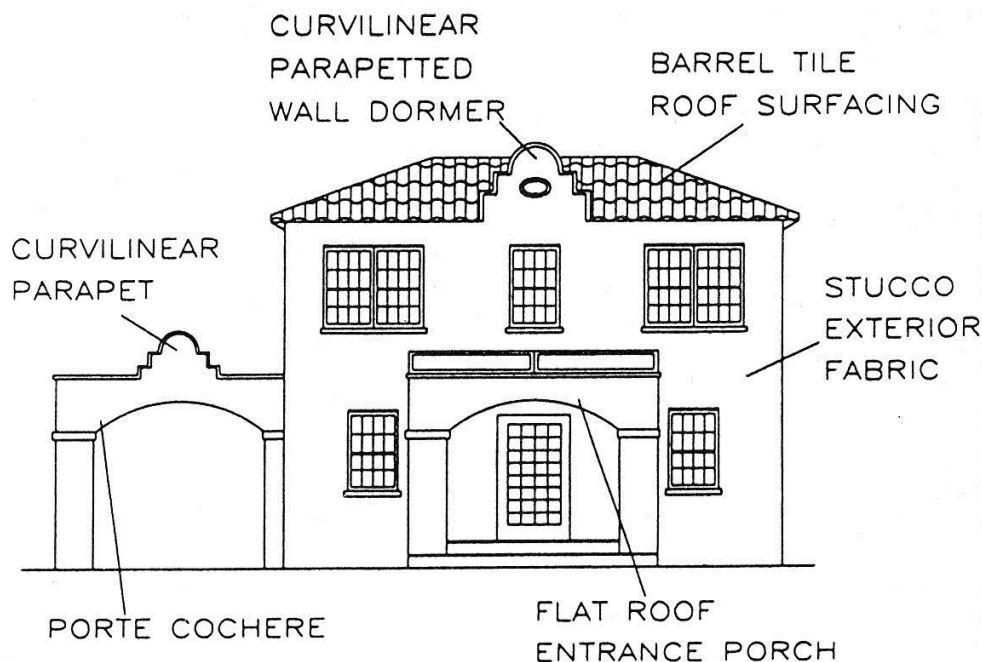 CURVILINEAR
PARAPETTED
WALL DORMER
BARREL TILE
ROOF SURFACING
CURVILINEAR
PARAPET
STUCCO
EXTERIOR
FABRIC
PORTE COCHERE
FLAT ROOF
ENTRANCE PORCH